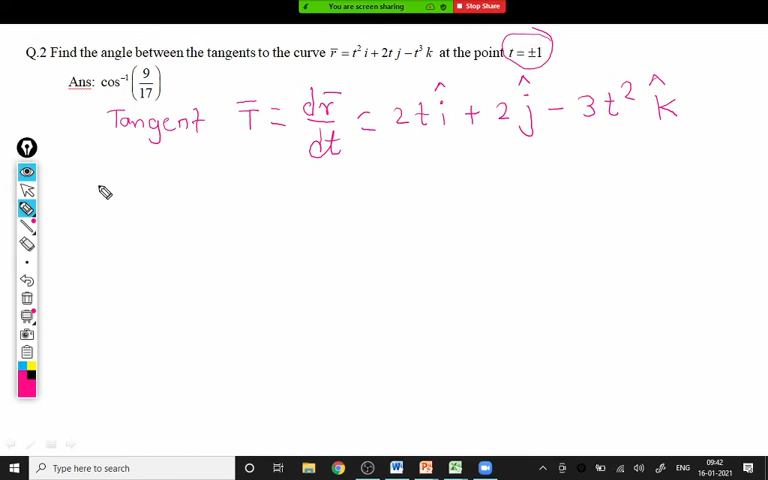 You are screen sharing Stop Share
Q.2 Find the angle between the tangents to the curve r̅ = t² i + 2t j − t³ k at the point t = ±1
Ans: cos⁻¹(9/17)
Tangent T̅ = dr̅/dt = 2t î + 2 ĵ − 3t² k̂
Type here to search
ENG
09:42
16-01-2021